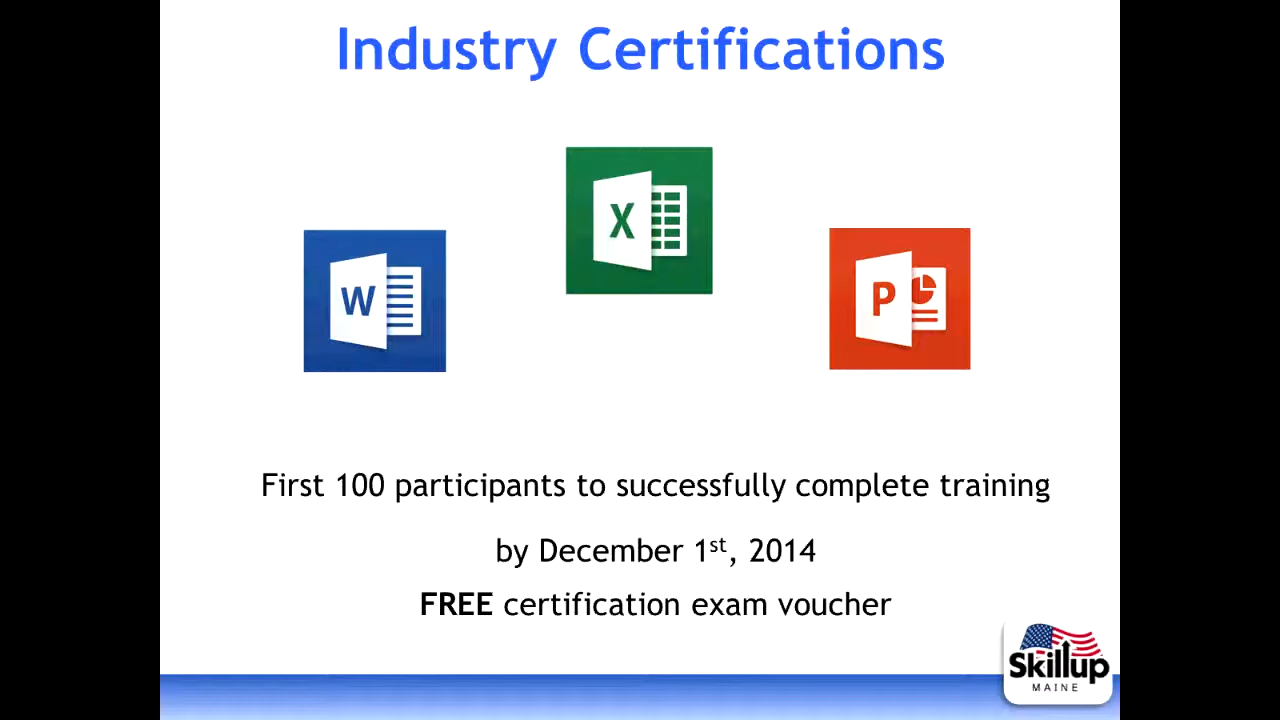 Industry Certifications
X
W
P
First 100 participants to successfully complete training
by December 1st, 2014
FREE certification exam voucher
Skillup
MAINE